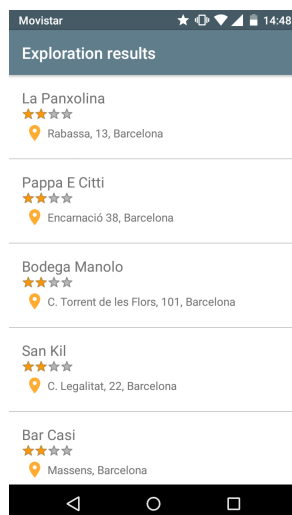 Movistar 14:48
Exploration results
La Panxolina
Rabassa, 13, Barcelona
Pappa E Citti
Encarnació 38, Barcelona
Bodega Manolo
C. Torrent de les Flors, 101, Barcelona
San Kil
C. Legalitat, 22, Barcelona
Bar Casi
Massens, Barcelona